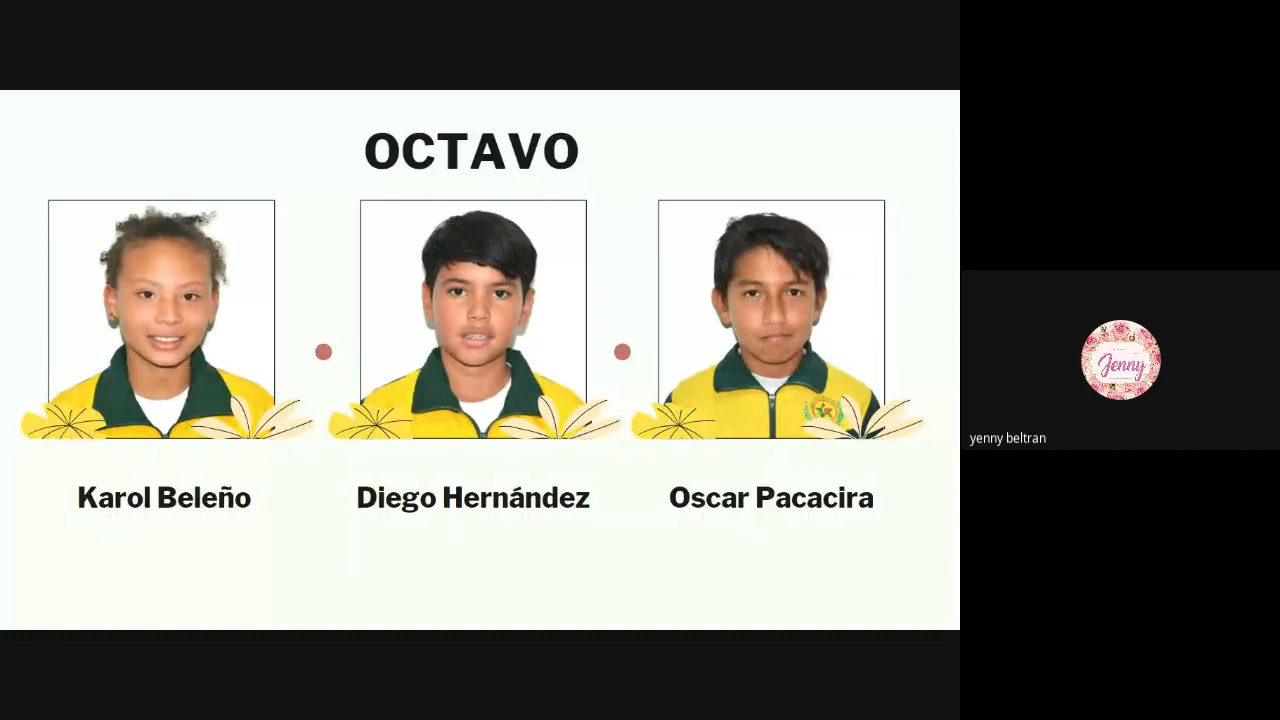 OCTAVO
Karol Beleño
Diego Hernández
Oscar Pacacira
Jenny
yenny beltran